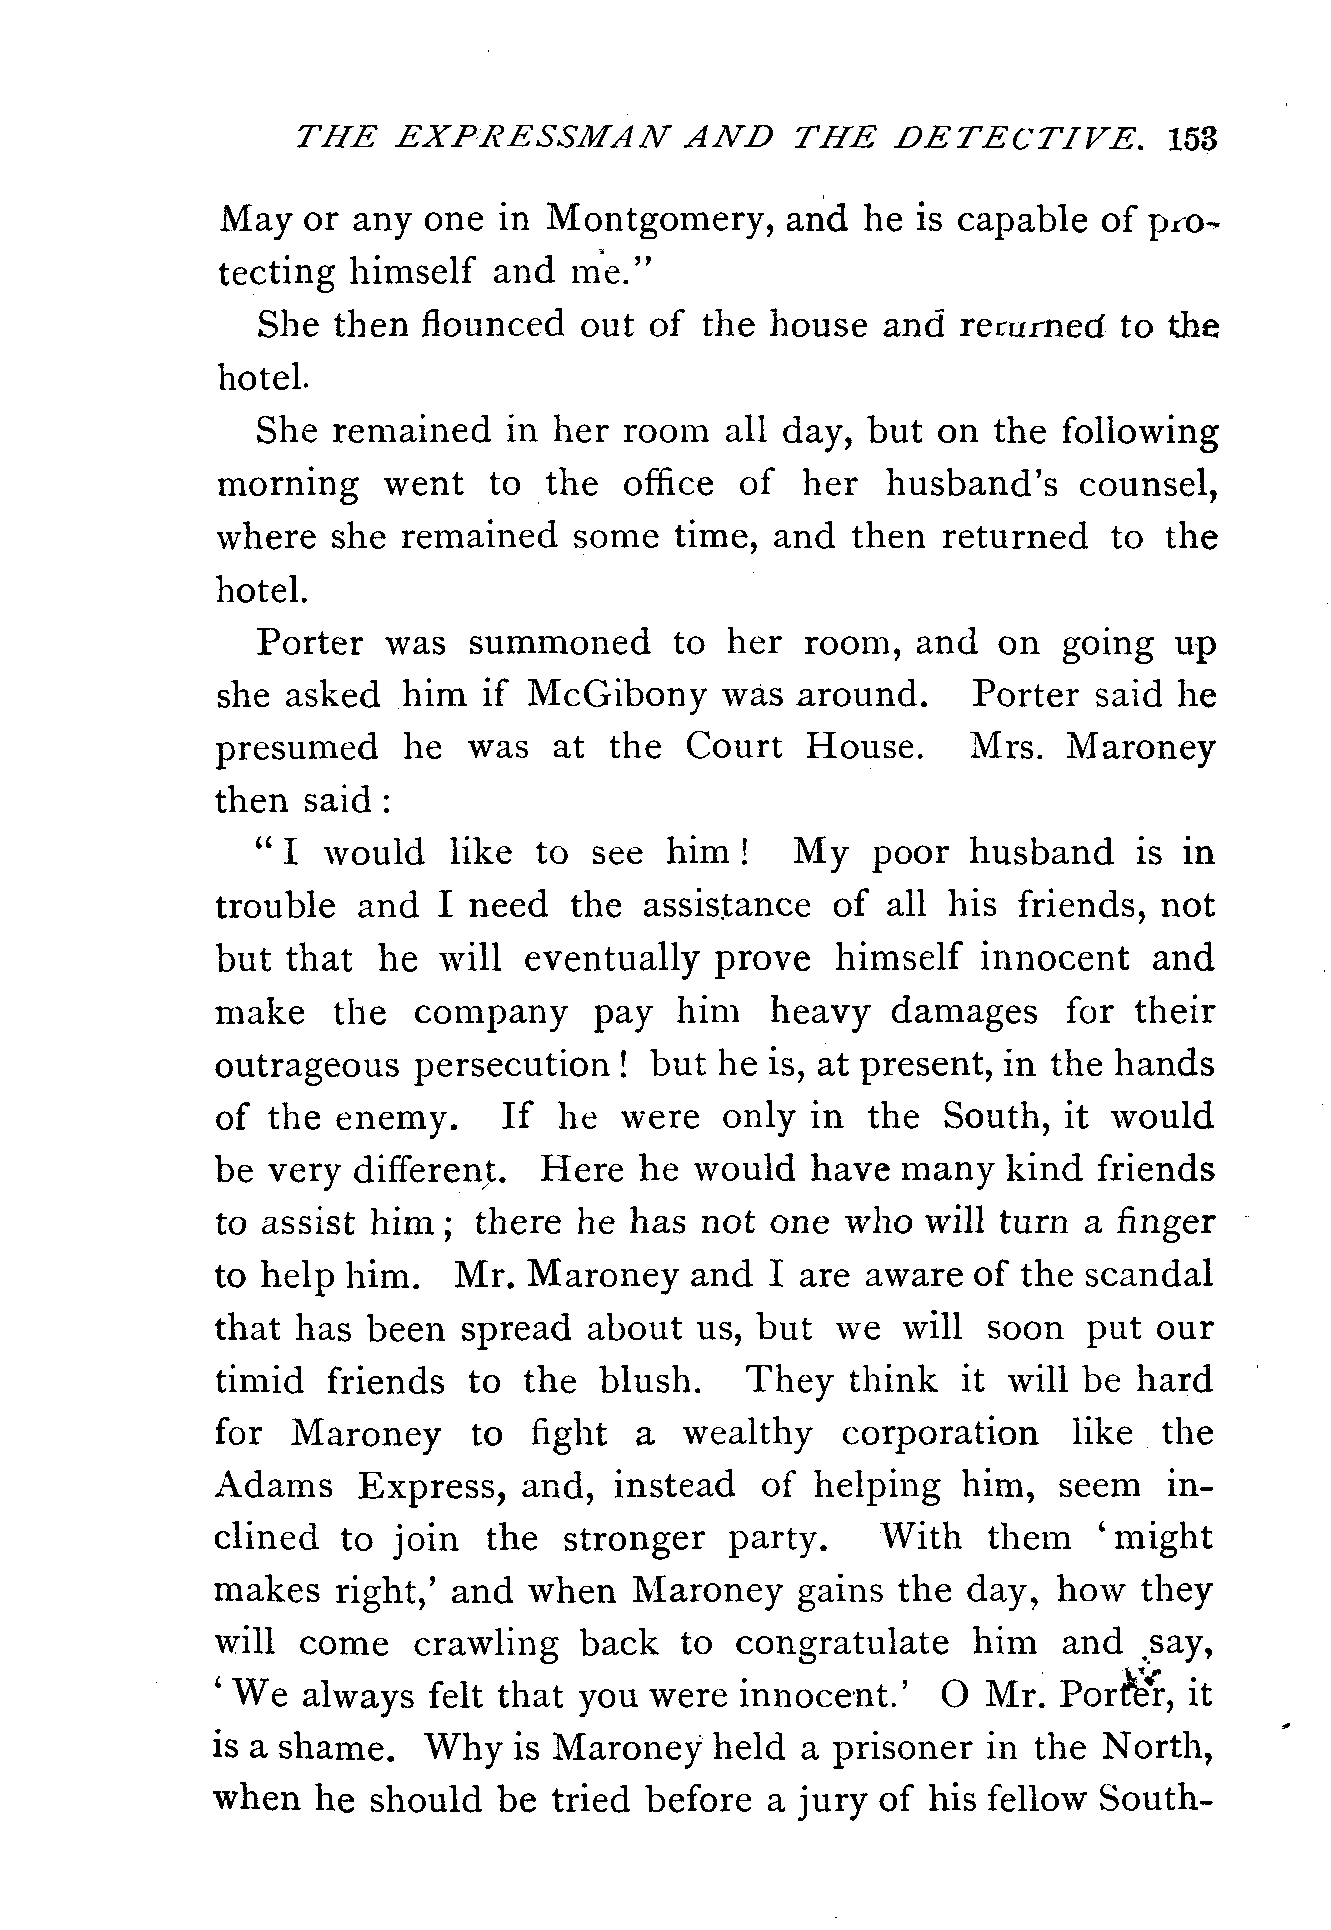 THE EXPRESSMAN AND THE DETECTIVE. 153
May or any one in Montgomery, and he is capable of pro-
tecting himself and me."
She then flounced out of the house and returned to the
hotel.
She remained in her room all day, but on the following
morning went to the office of her husband's counsel,
where she remained some time, and then returned to the
hotel.
Porter was summoned to her room, and on going up
she asked him if McGibony was around. Porter said he
presumed he was at the Court House. Mrs. Maroney
then said :
" I would like to see him ! My poor husband is in
trouble and I need the assistance of all his friends, not
but that he will eventually prove himself innocent and
make the company pay him heavy damages for their
outrageous persecution ! but he is, at present, in the hands
of the enemy. If he were only in the South, it would
be very different. Here he would have many kind friends
to assist him ; there he has not one who will turn a finger
to help him. Mr. Maroney and I are aware of the scandal
that has been spread about us, but we will soon put our
timid friends to the blush. They think it will be hard
for Maroney to fight a wealthy corporation like the
Adams Express, and, instead of helping him, seem in-
clined to join the stronger party. With them ' might
makes right,' and when Maroney gains the day, how they
will come crawling back to congratulate him and say,
' We always felt that you were innocent.' O Mr. Porter, it
is a shame. Why is Maroney held a prisoner in the North,
when he should be tried before a jury of his fellow South-